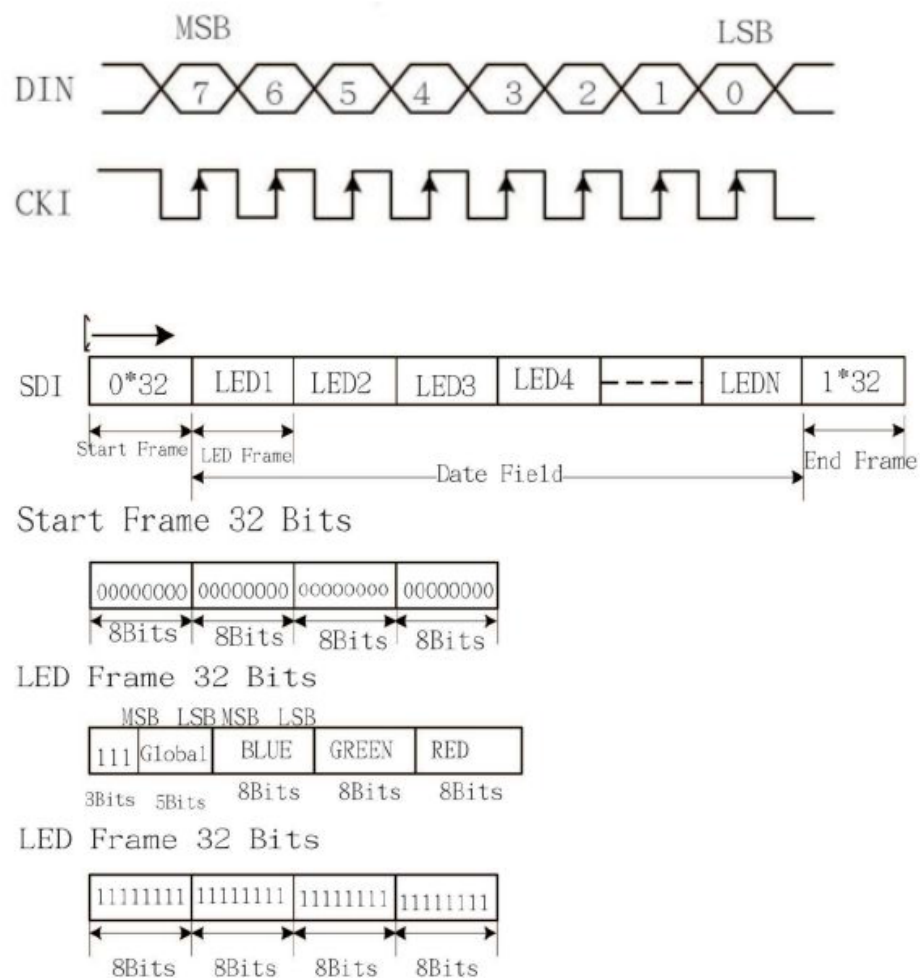 MSB LSB
DIN 7 6 5 4 3 2 1 0
CKI
SDI 0*32 LED1 LED2 LED3 LED4 LEDN 1*32
Start Frame LED Frame End Frame
Date Field
Start Frame 32 Bits
00000000 00000000 00000000 00000000
8Bits 8Bits 8Bits 8Bits
LED Frame 32 Bits
MSB LSB MSB LSB
111 Global BLUE GREEN RED
3Bits 5Bits 8Bits 8Bits 8Bits
LED Frame 32 Bits
11111111 11111111 11111111 11111111
8Bits 8Bits 8Bits 8Bits